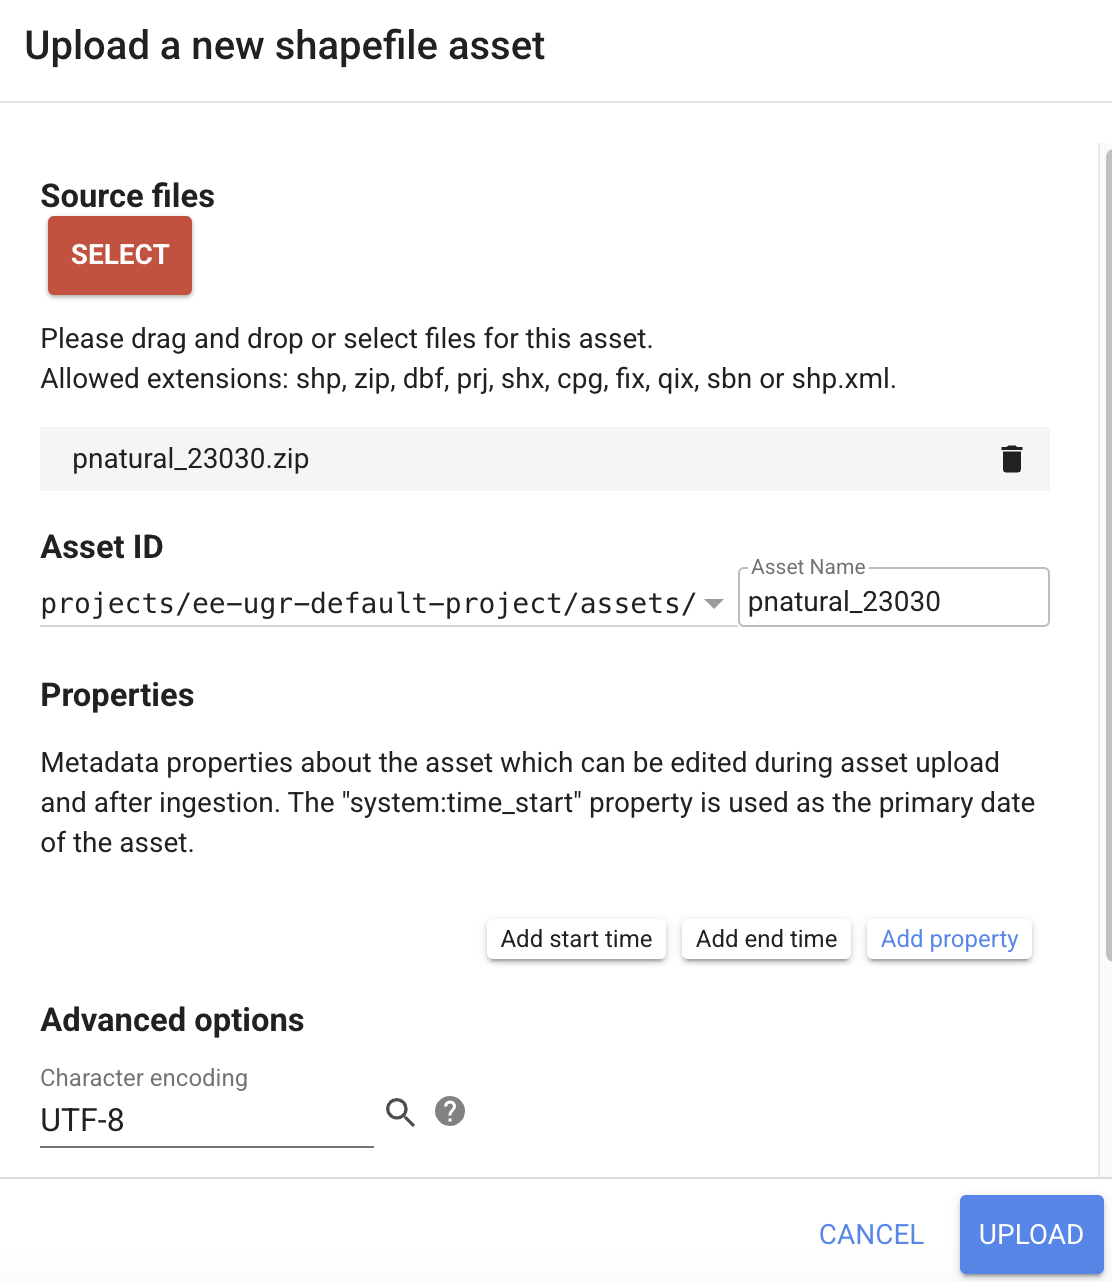 Upload a new shapefile asset
Source files
SELECT
Please drag and drop or select files for this asset.
Allowed extensions: shp, zip, dbf, prj, shx, cpg, fix, qix, sbn or shp.xml.
pnatural_23030.zip
Asset ID
Asset Name
projects/ee-ugr-default-project/assets/ pnatural_23030
Properties
Metadata properties about the asset which can be edited during asset upload
and after ingestion. The "system:time_start" property is used as the primary date
of the asset.
Add start time Add end time Add property
Advanced options
Character encoding
UTF-8
CANCEL UPLOAD